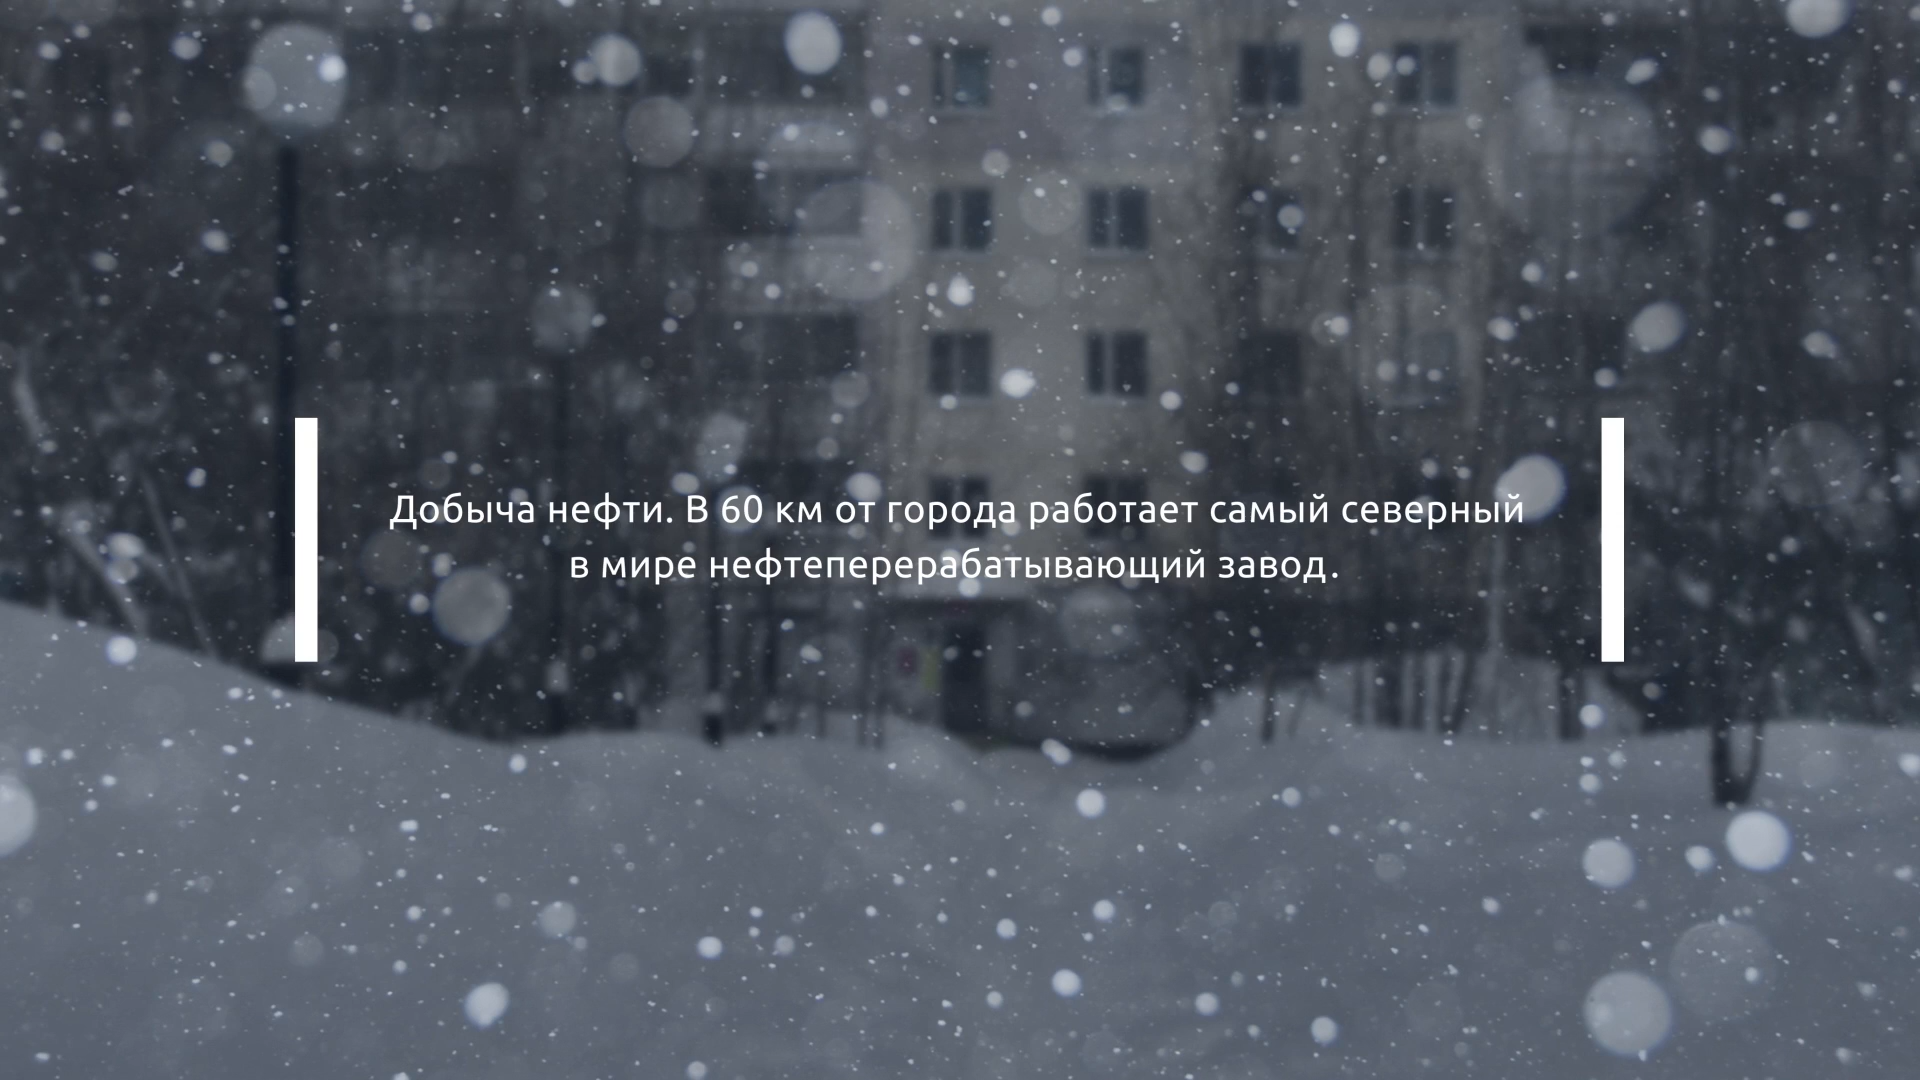 Добыча нефти. В 60 км от города работает самый северный
в мире нефтеперерабатывающий завод.